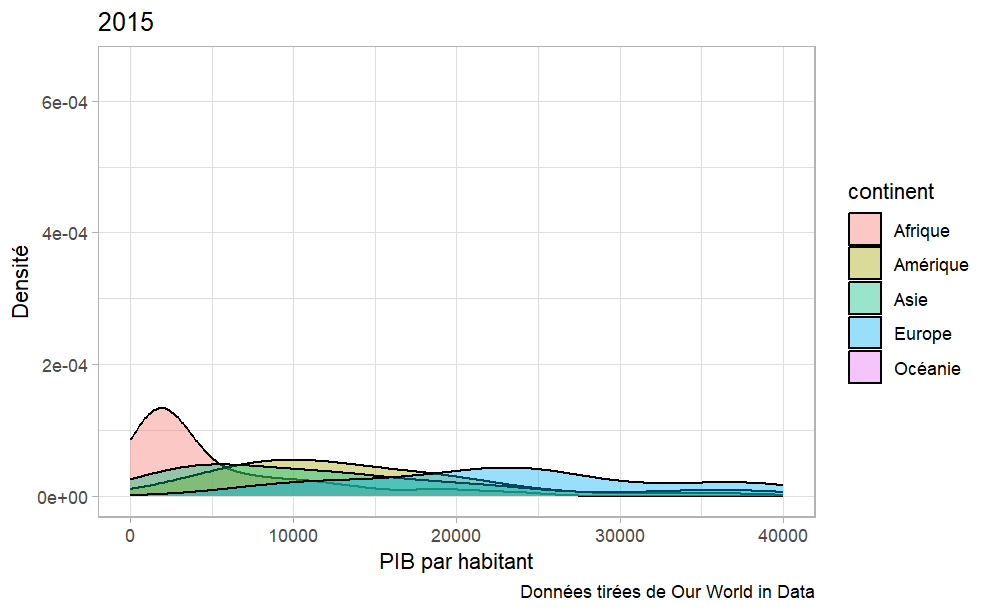 2015
6e-04
4e-04
2e-04
0e+00
Densité
0
10000
20000
30000
40000
PIB par habitant
Données tirées de Our World in Data
continent
Afrique
Amérique
Asie
Europe
Océanie